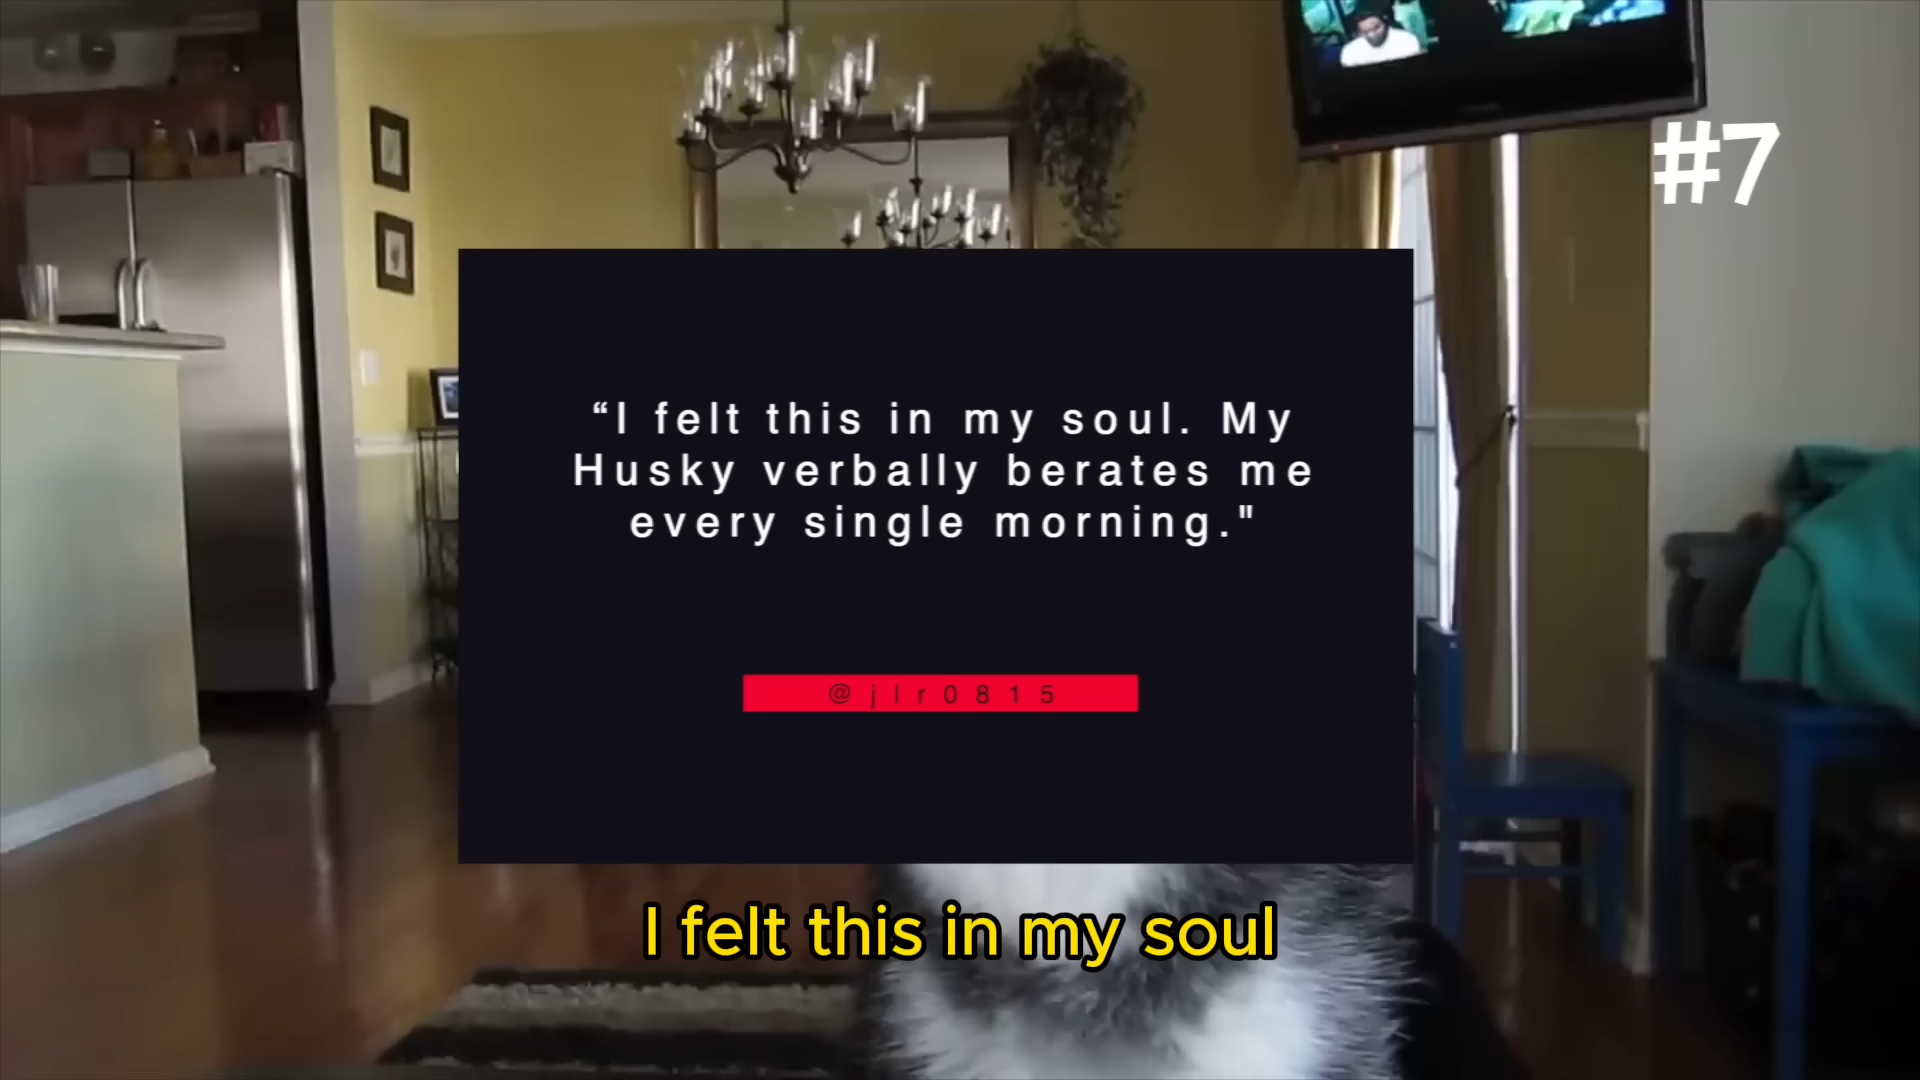 #7
“I felt this in my soul. My
Husky verbally berates me
every single morning."
@jlr0815
I felt this in my soul